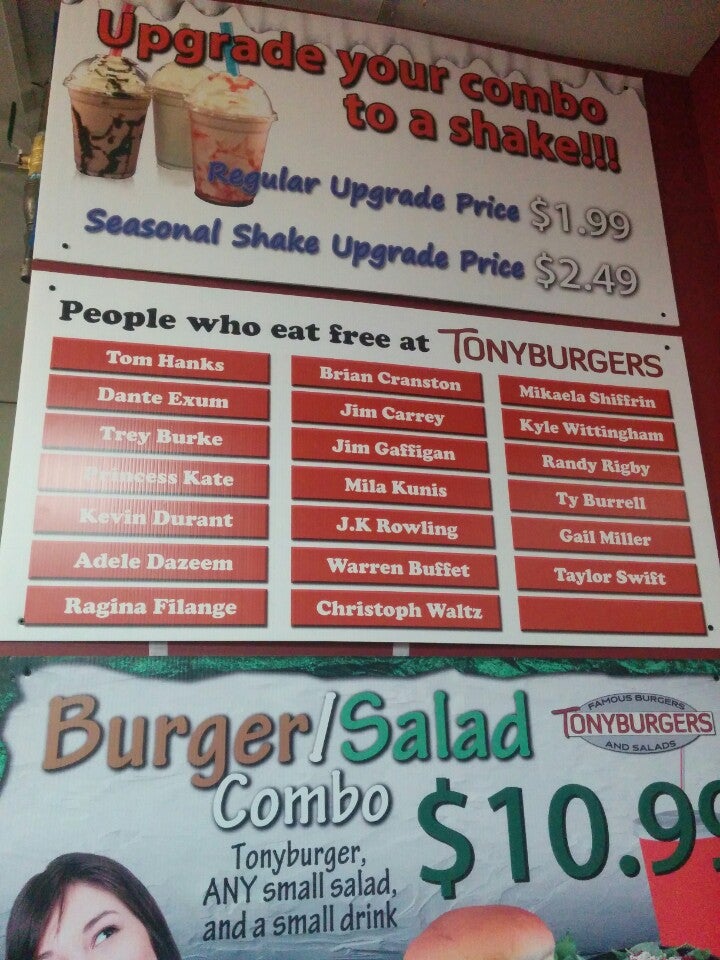 Upgrade your combo
to a shake!!!
Regular Upgrade Price $1.99
Seasonal Shake Upgrade Price $2.49
People who eat free at TONYBURGERS
Tom Hanks
Dante Exum
Trey Burke
Princess Kate
Kevin Durant
Adele Dazeem
Ragina Filange
Brian Cranston
Jim Carrey
Jim Gaffigan
Mila Kunis
J.K Rowling
Warren Buffet
Christoph Waltz
Mikaela Shiffrin
Kyle Wittingham
Randy Rigby
Ty Burrell
Gail Miller
Taylor Swift
Burger/Salad
Combo
FAMOUS BURGERS
TONYBURGERS
AND SALADS
$10.99
Tonyburger,
ANY small salad,
and a small drink